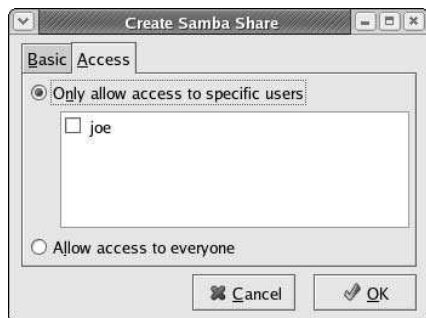 Create Samba Share
Basic Access
Only allow access to specific users
joe
Allow access to everyone
Cancel OK